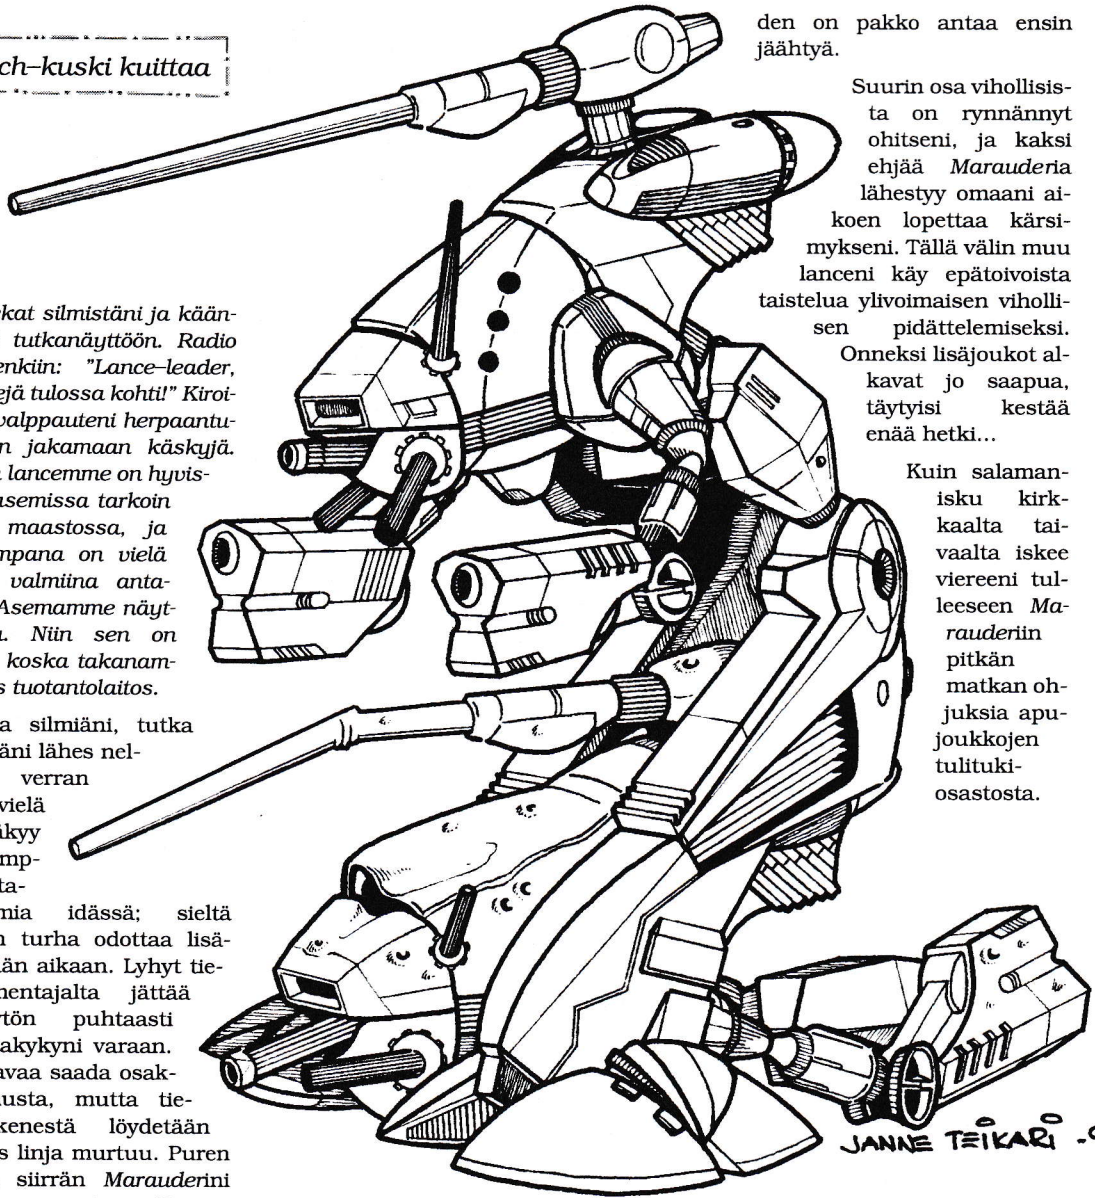 ch–kuski kuittaa
kat silmistäni ja kään-
tutkanäyttöön. Radio
enkiin: ”Lance–leader,
ejä tulossa kohti!” Kiroi-
valppauteni herpaantu-
n jakamaan käskyjä.
lancemme on hyvis-
asemissa tarkoin
maastossa, ja
mpana on vielä
valmiina anta-
Asemamme näyt-
Niin sen on
koska takanam-
s tuotantolaitos.
a silmiäni, tutka
äni lähes nel-
verran
vielä
äkyy
mp-
ta-
mia idässä; sieltä
n turha odottaa lisä-
än aikaan. Lyhyt tie-
mentajalta jättää
ytön puhtaasti
akykyni varaan.
avaa saada osak-
usta, mutta tie-
kenestä löydetään
s linja murtuu. Puren
siirrän Marauderini
den on pakko antaa ensin
jäähtyä.
Suurin osa vihollisis-
ta on rynnännyt
ohitseni, ja kaksi
ehjää Marauderia
lähestyy omaani ai-
koen lopettaa kärsi-
mykseni. Tällä välin muu
lanceni käy epätoivoista
taistelua ylivoimaisen vihollі-
sen pidättelemiseksi.
Onneksi lisäjoukot al-
kavat jo saapua,
täytyisi kestää
enää hetki...
Kuin salaman-
isku kirk-
kaalta tai-
vaalta iskee
viereeni tul-
leeseen Ma-
rauderiin
pitkän
matkan oh-
juksia apu-
joukkojen
tulituki-
osastosta.
JANNE TEIKARI